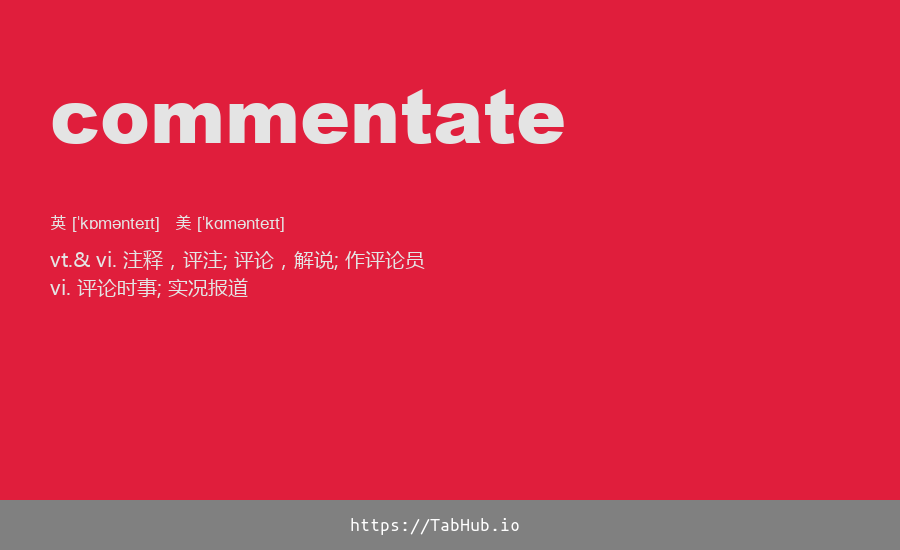 commentate
英 [ˈkɒmənteɪt] 美 [ˈkɑmənteɪt]
vt.& vi. 注释，评注; 评论，解说; 作评论员
vi. 评论时事; 实况报道
https://TabHub.io